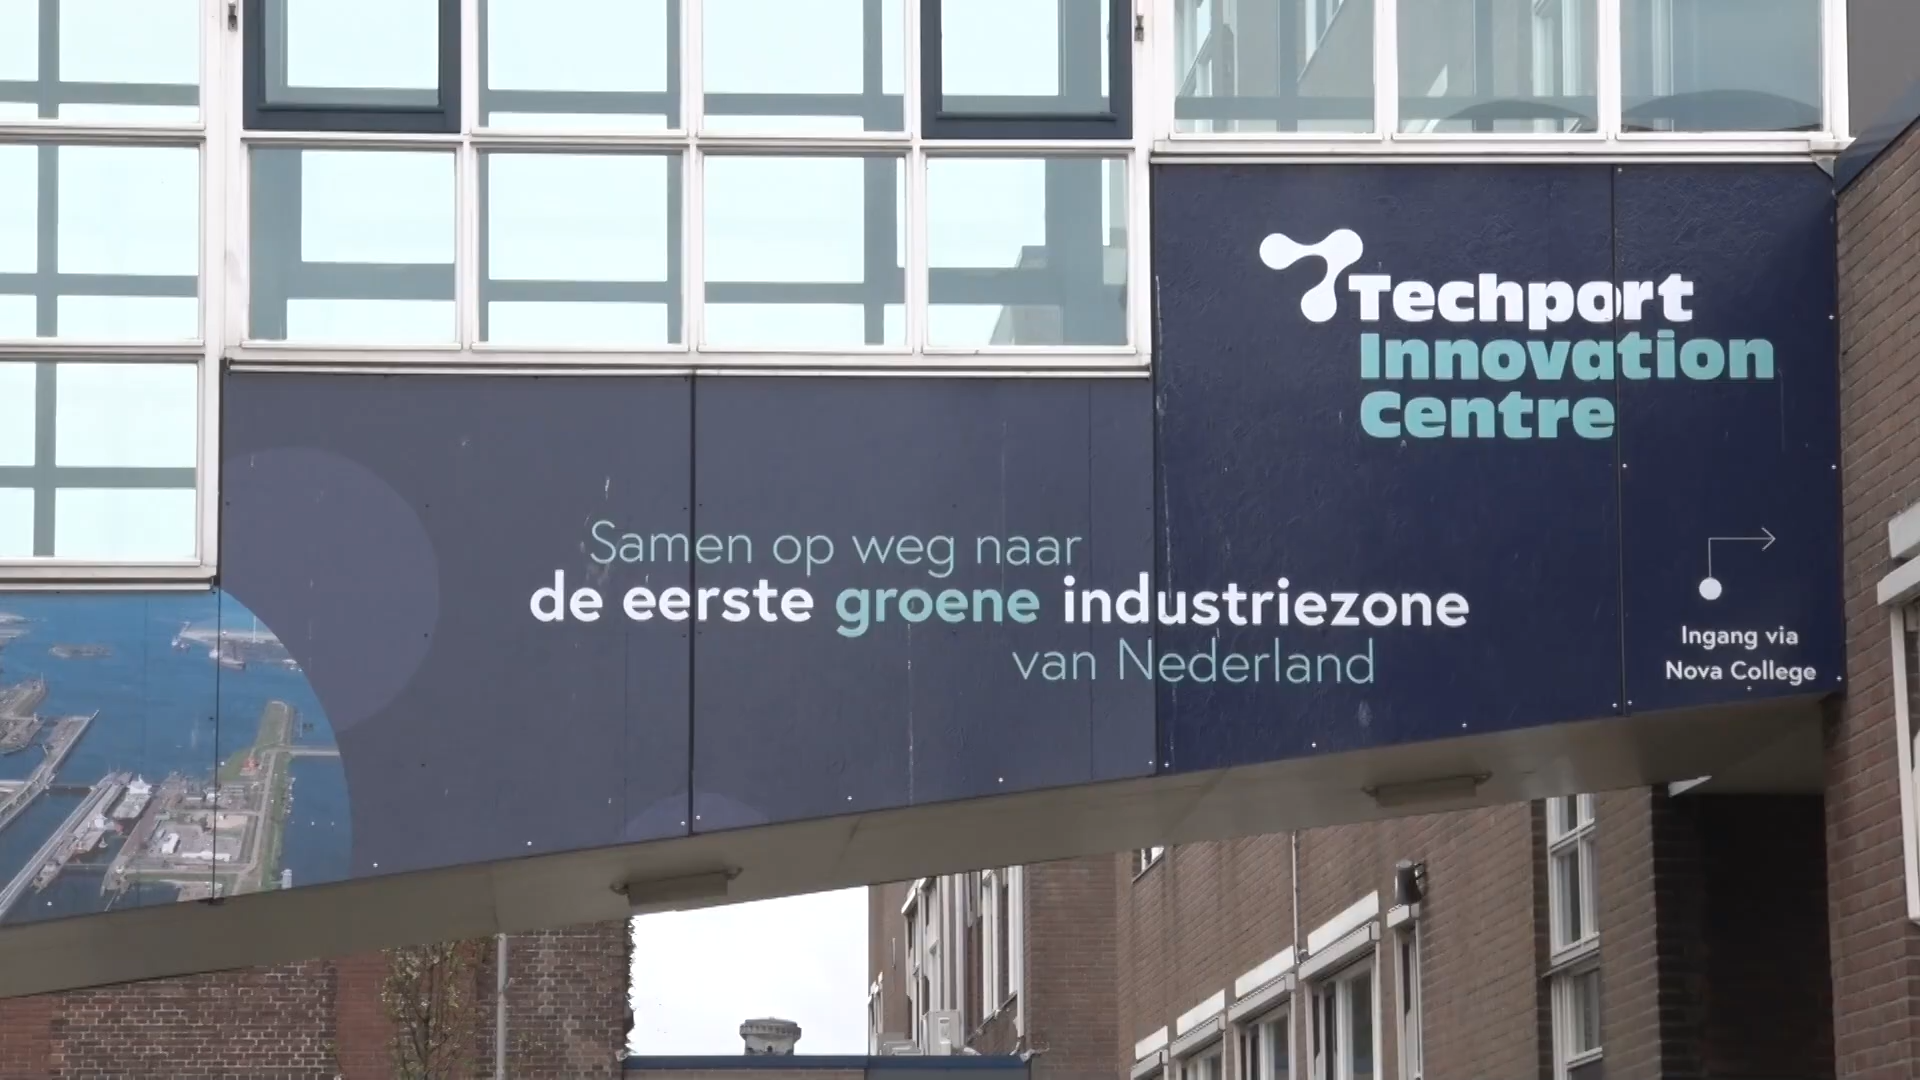 Techport
Innovation
Centre
Samen op weg naar
de eerste groene industriezone
van Nederland
Ingang via
Nova College